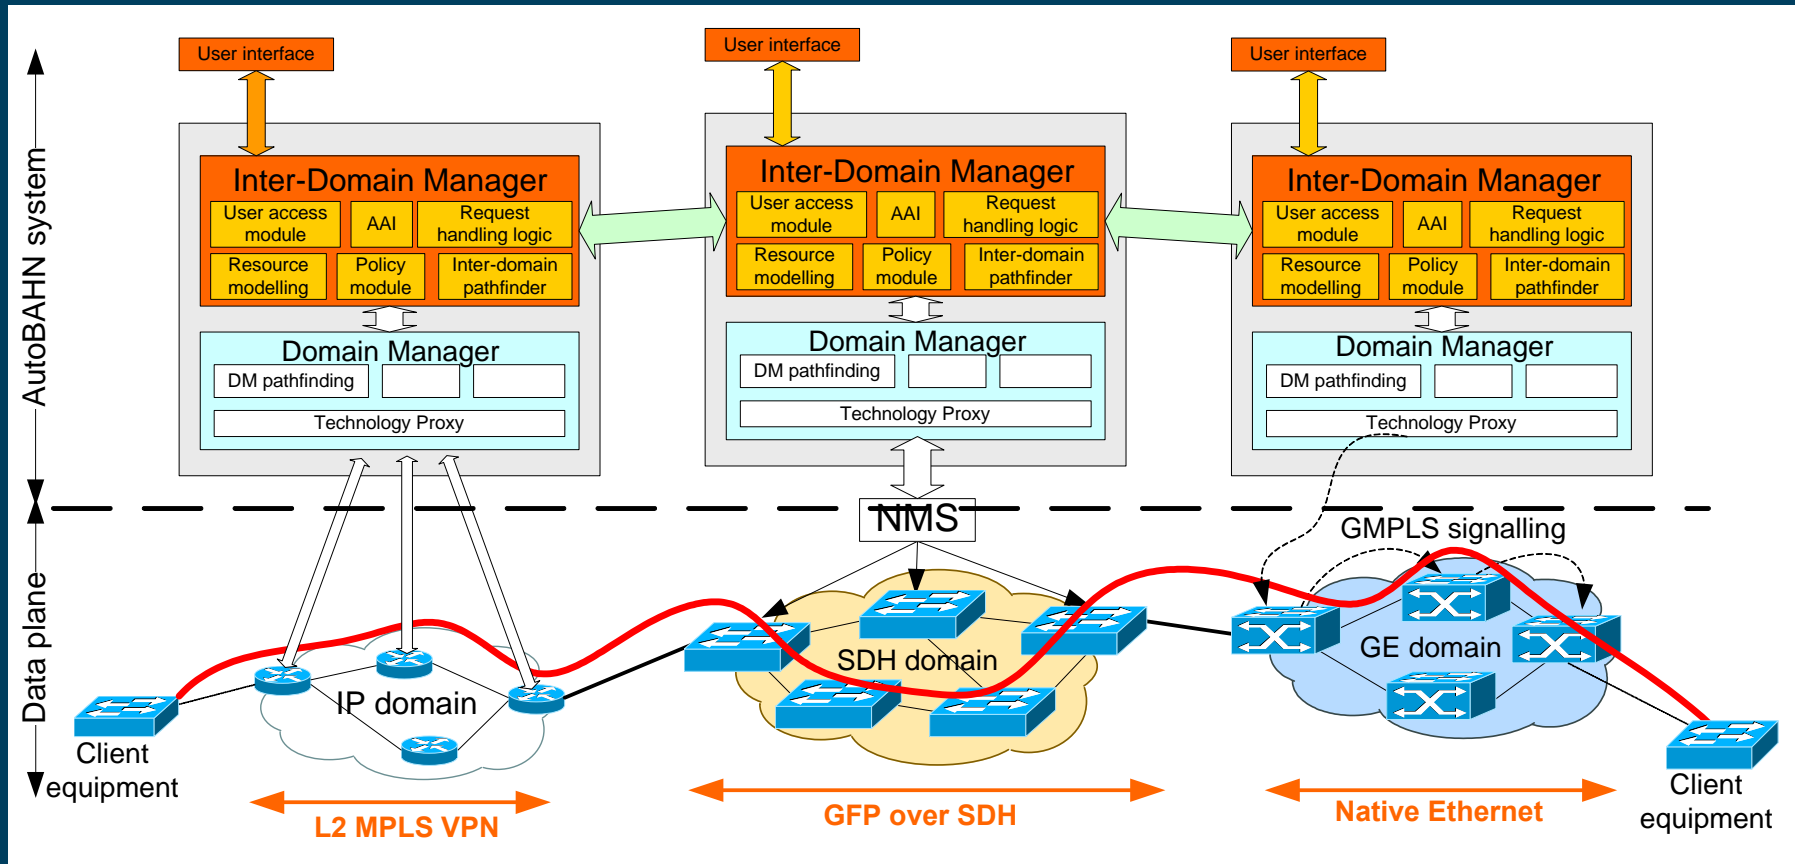 User interface
User interface
User interface
AutoBAHN system
Inter-Domain Manager
User access
module
AAI
Request
handling logic
Resource
modelling
Policy
module
Inter-domain
pathfinder
Domain Manager
DM pathfinding
Technology Proxy
Inter-Domain Manager
User access
module
AAI
Request
handling logic
Resource
modelling
Policy
module
Inter-domain
pathfinder
Domain Manager
DM pathfinding
Technology Proxy
Inter-Domain Manager
User access
module
AAI
Request
handling logic
Resource
modelling
Policy
module
Inter-domain
pathfinder
Domain Manager
DM pathfinding
Technology Proxy
Data plane
NMS
GMPLS signalling
IP domain
SDH domain
GE domain
Client
equipment
Client
equipment
L2 MPLS VPN
GFP over SDH
Native Ethernet